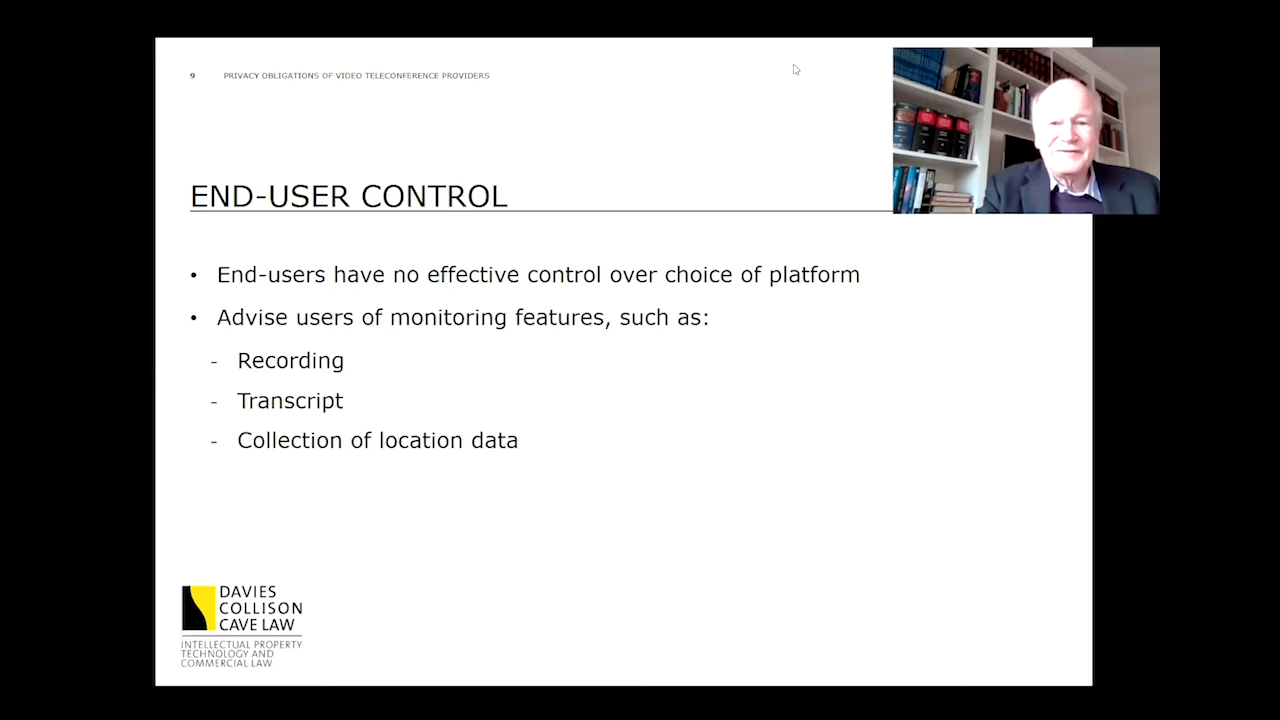 9 PRIVACY OBLIGATIONS OF VIDEO TELECONFERENCE PROVIDERS
END-USER CONTROL
• End-users have no effective control over choice of platform
• Advise users of monitoring features, such as:
- Recording
- Transcript
- Collection of location data
DAVIES
COLLISON
CAVE LAW
INTELLECTUAL PROPERTY
TECHNOLOGY AND
COMMERCIAL LAW